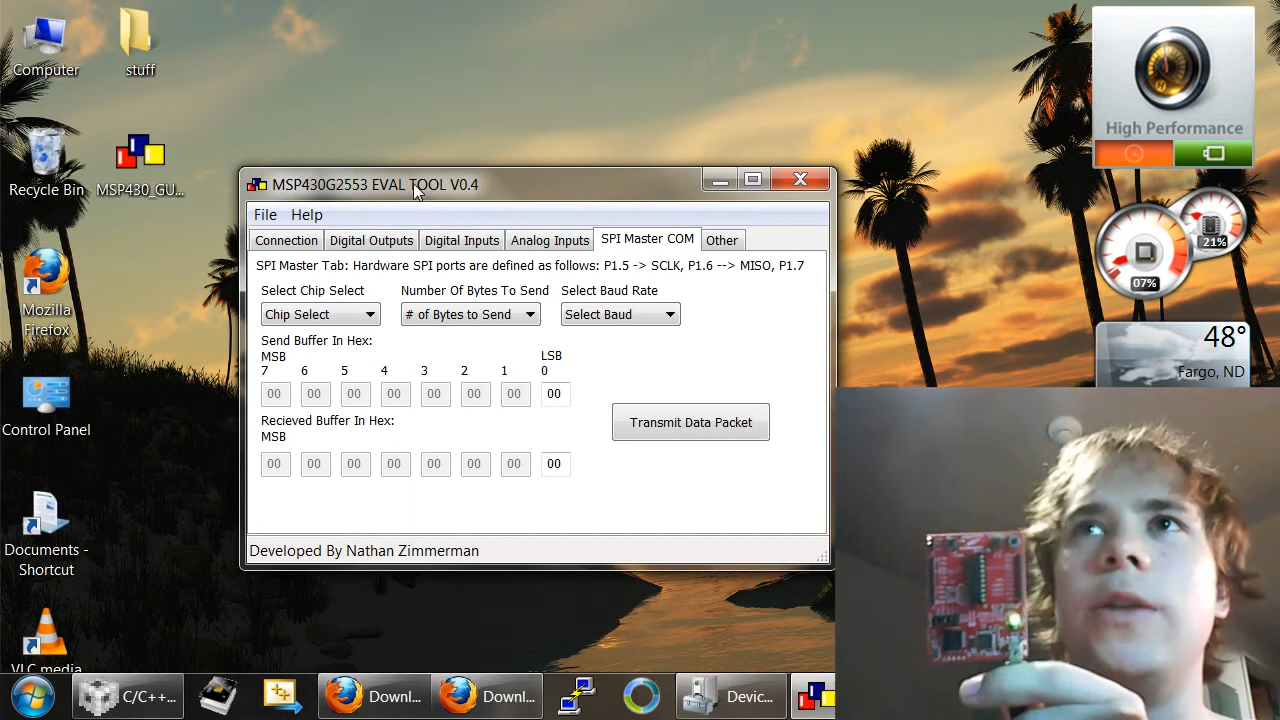 Computer
stuff
Recycle Bin
MSP430_GU...
Mozilla
Firefox
Control Panel
Documents -
Shortcut
VLC media
High Performance
21%
07%
48°
Fargo, ND
MSP430G2553 EVAL TOOL V0.4
File Help
Connection Digital Outputs Digital Inputs Analog Inputs SPI Master COM Other
SPI Master Tab: Hardware SPI ports are defined as follows: P1.5 -> SCLK, P1.6 --> MISO, P1.7
Select Chip Select Numbers of Bytes To Send Select Baud Rate
Chip Select # of Bytes to Send Select Baud
Send Buffer In Hex:
MSB LSB
7 6 5 4 3 2 1 0
00 00 00 00 00 00 00 00
Recieved Buffer In Hex:
MSB
00 00 00 00 00 00 00 00
Transmit Data Packet
Developed By Nathan Zimmerman
C/C++... Downl... Downl... Devic...